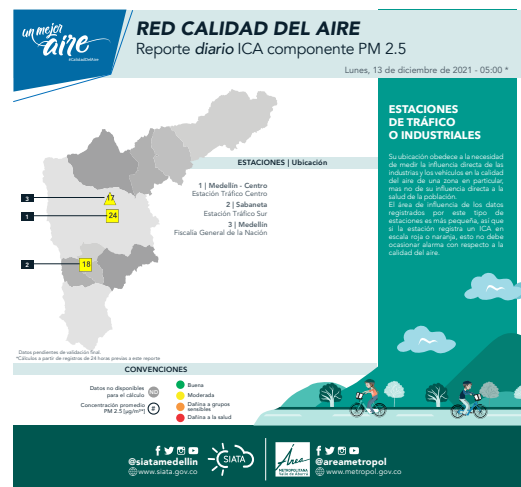 un mejor
aire
#CalidadDelAire
RED CALIDAD DEL AIRE
Reporte diario ICA componente PM 2.5
Lunes, 13 de diciembre de 2021 - 05:00 *
ESTACIONES | Ubicación
1 | Medellín - Centro
Estación Tráfico Centro
2 | Sabaneta
Estación Tráfico Sur
3 | Medellín
Fiscalía General de la Nación
3
17
1
24
2
18
ESTACIONES
DE TRÁFICO
O INDUSTRIALES
Su ubicación obedece a la necesidad
de medir la influencia directa de las
industrias y los vehículos en la calidad
del aire de una zona en particular,
mas no de su influencia directa a la
salud de la población.
El área de influencia de los datos
registrados por este tipo de
estaciones es más pequeña, así que
si la estación registra un ICA en
escala roja o naranja, esto no debe
ocasionar alarma con respecto a la
calidad del aire.
Datos pendientes de validación final.
*Cálculos a partir de registros de 24 horas previas a este reporte
CONVENCIONES
Datos no disponibles
para el cálculo
Concentración promedio
PM 2.5 [µg/m³]
#
Buena
Moderada
Dañina a grupos
sensibles
Dañina a la salud
@siatamedellin
www.siata.gov.co
SIATA
Área
METROPOLITANA
Valle de Aburrá
@areametropol
www.metropol.gov.co